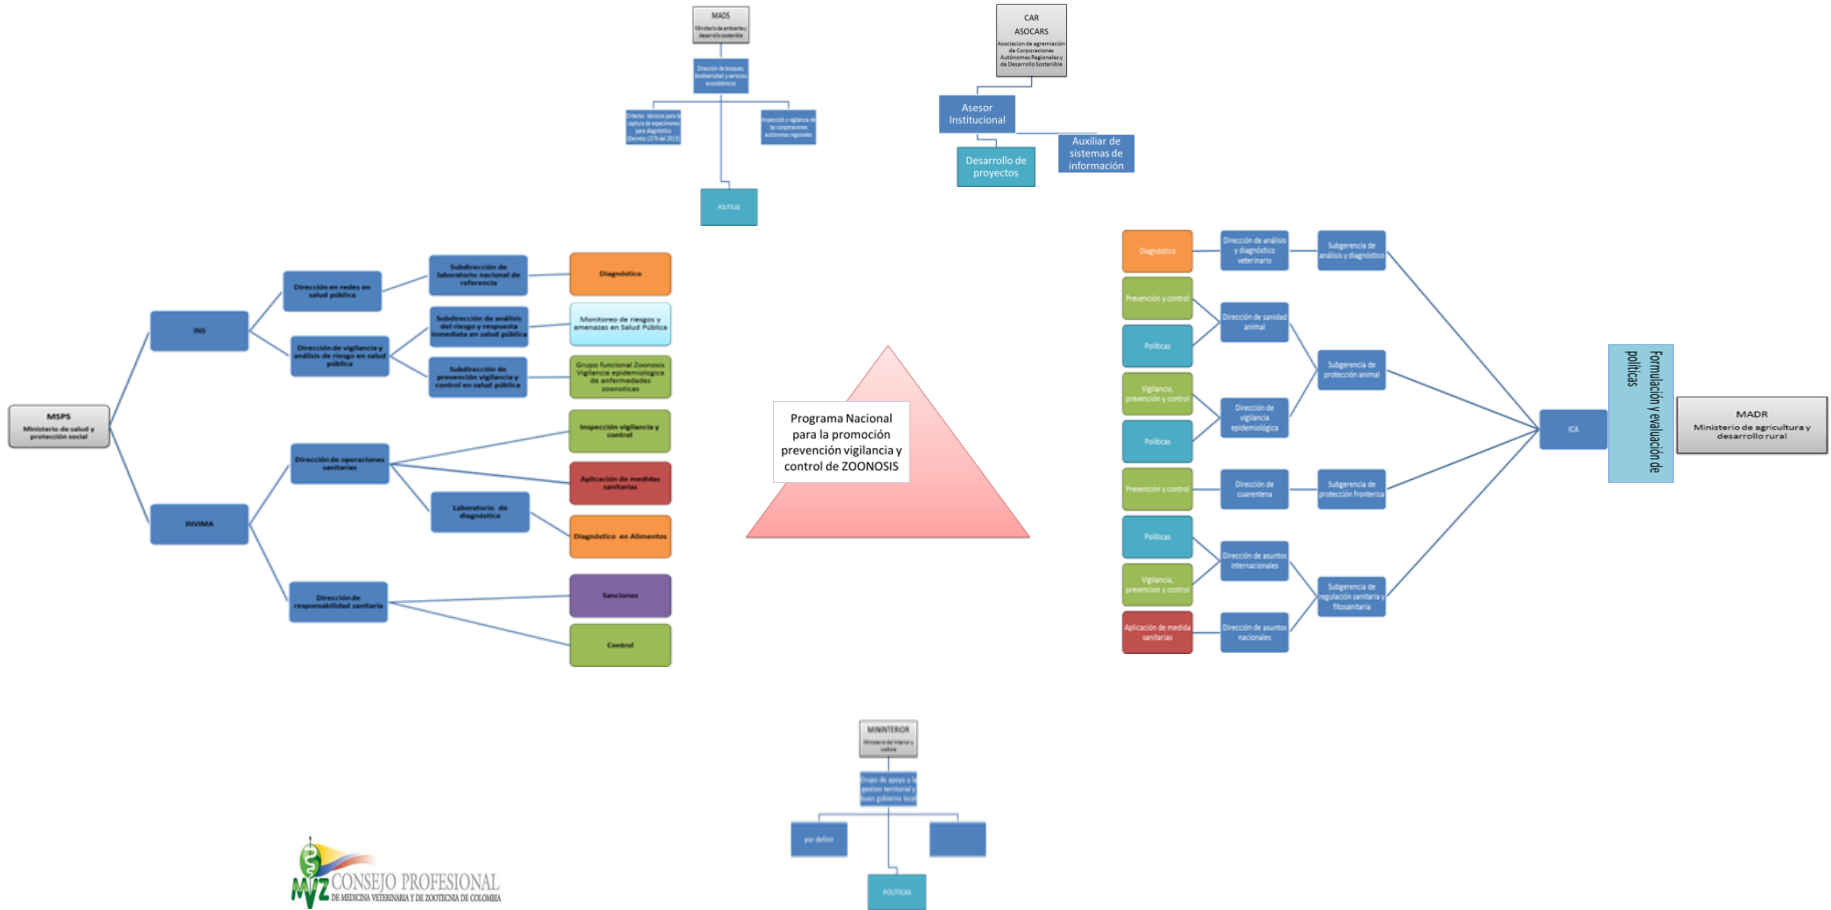 MADS
Ministerio de ambiente y
desarrollo sostenible
Dirección de bosques,
biodiversidad y servicios
ecosistémicos
Criterios técnicos para la
captura de especímenes
para diagnóstico
(Decreto 1376 del 2013)
Inspección y vigilancia de
las corporaciones
autónomas regionales
POLÍTICAS
CAR
ASOCARS
Asociacion de agremiación
de Corporaciones
Autónomas Regionales y
de Desarrollo Sostenible
Asesor
Institucional
Auxiliar de
sistemas de
información
Desarrollo de
proyectos
MSPS
Ministerio de salud y
protección social
INS
Dirección en redes en
salud pública
Subdirección de
laboratorio nacional de
referencia
Diagnóstico
Dirección de vigilancia y
análisis de riesgo en salud
pública
Subdirección de análisis
del riesgo y respuesta
inmediata en salud pública
Monitoreo de riesgos y
amenazas en Salud Pública
Subdirección de
prevención vigilancia y
control en salud pública
Grupo funcional Zoonosis
Vigilancia epidemiologica
de enfermedades
zoonoticas
INVIMA
Dirección de operaciones
sanitarias
Inspección vigilancia y
control
Aplicación de medidas
sanitarias
Laboratorio de
diagnóstico
Diagnóstico en Alimentos
Dirección de
responsabilidad sanitaria
Sanciones
Control
Programa Nacional
para la promoción
prevención vigilancia y
control de ZOONOSIS
Diagnóstico
Dirección de análisis
y diagnóstico
veterinario
Subgerencia de
análisis y diagnóstico
Prevención y control
Políticas
Dirección de sanidad
animal
Vigilancia,
prevención y control
Políticas
Dirección de
vigilancia
epidemiológica
Subgerencia de
protección animal
Prevención y control
Dirección de
cuarentena
Subgerencia de
protección fronteriza
Políticas
Vigilancia,
prevencion y control
Dirección de asuntos
internacionales
Aplicación de medida
sanitarias
Dirección de asuntos
nacionales
Subgerencia de
regulación sanitaria y
fitosanitaria
ICA
Formulación y evaluación de
políticas
MADR
Ministerio de agricultura y
desarrollo rural
MININTERIOR
Ministerio del interior y
justicia
Grupo de apoyo a la
gestion territorial y
buen gobierno local
por definir
POLÍTICAS
MVZ
CONSEJO PROFESIONAL
DE MEDICINA VETERINARIA Y DE ZOOTECNIA DE COLOMBIA